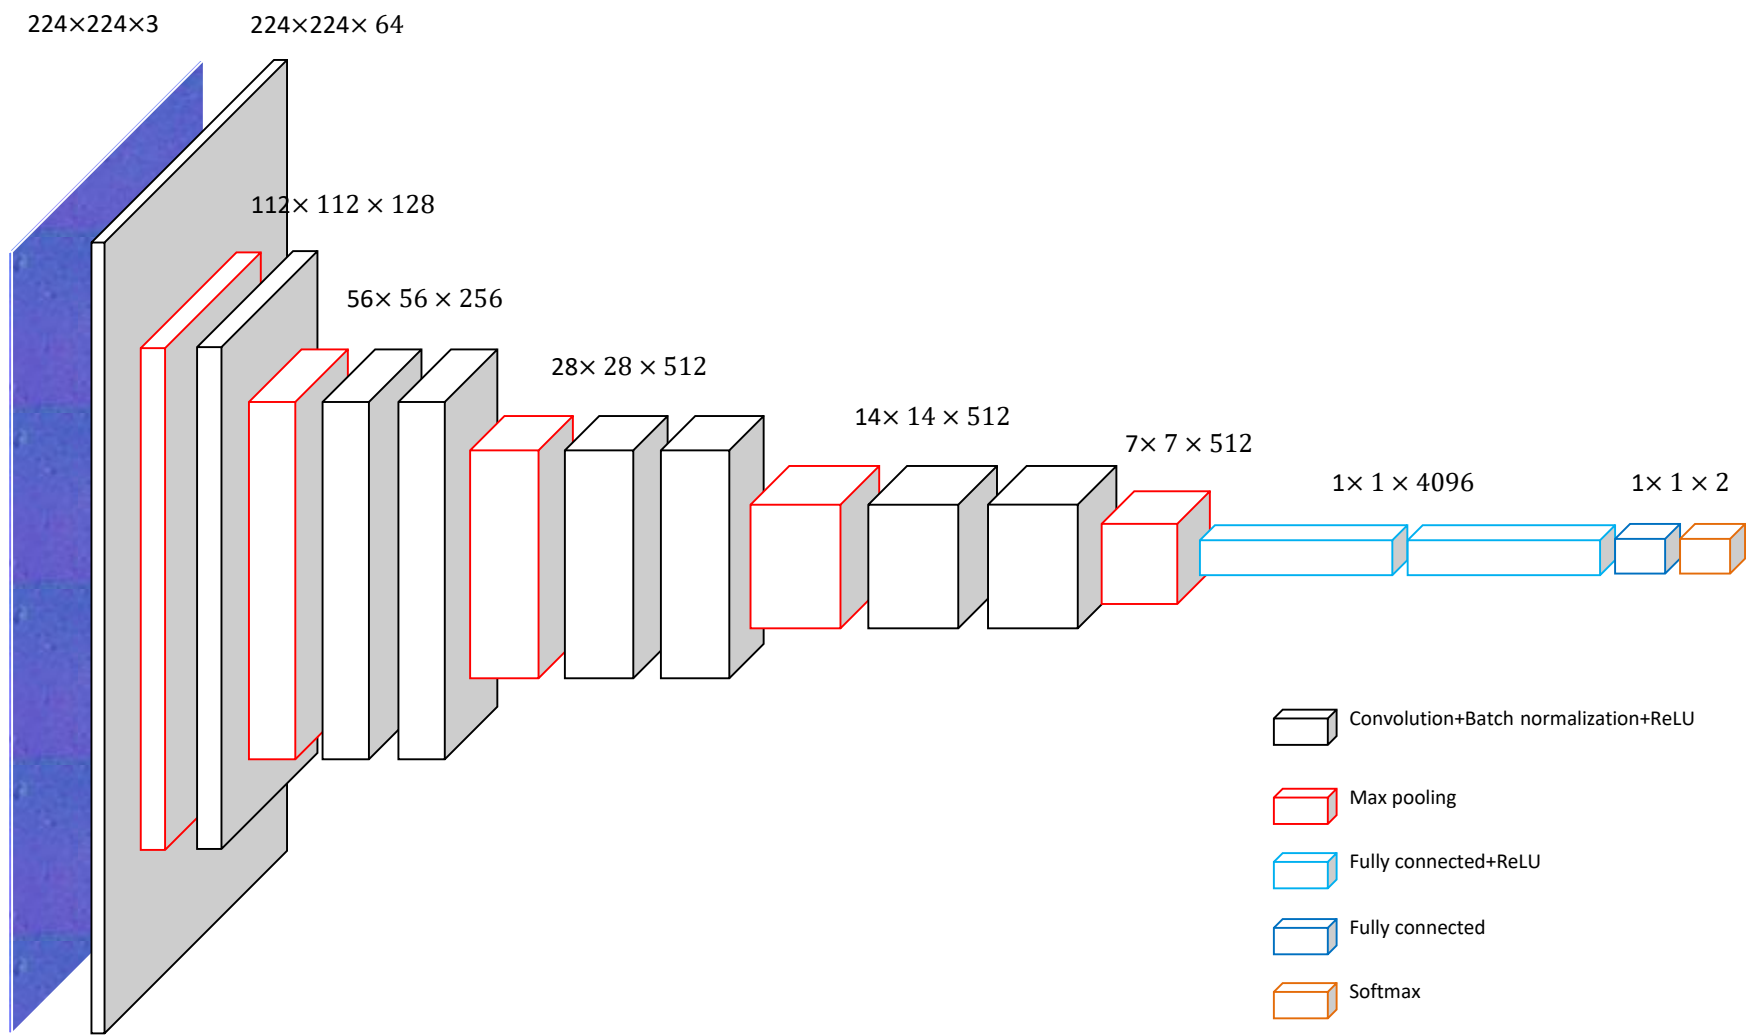 224×224×3
224×224× 64
112× 112 × 128
56× 56 × 256
28× 28 × 512
14× 14 × 512
7× 7 × 512
1× 1 × 4096
1× 1 × 2
Convolution+Batch normalization+ReLU
Max pooling
Fully connected+ReLU
Fully connected
Softmax